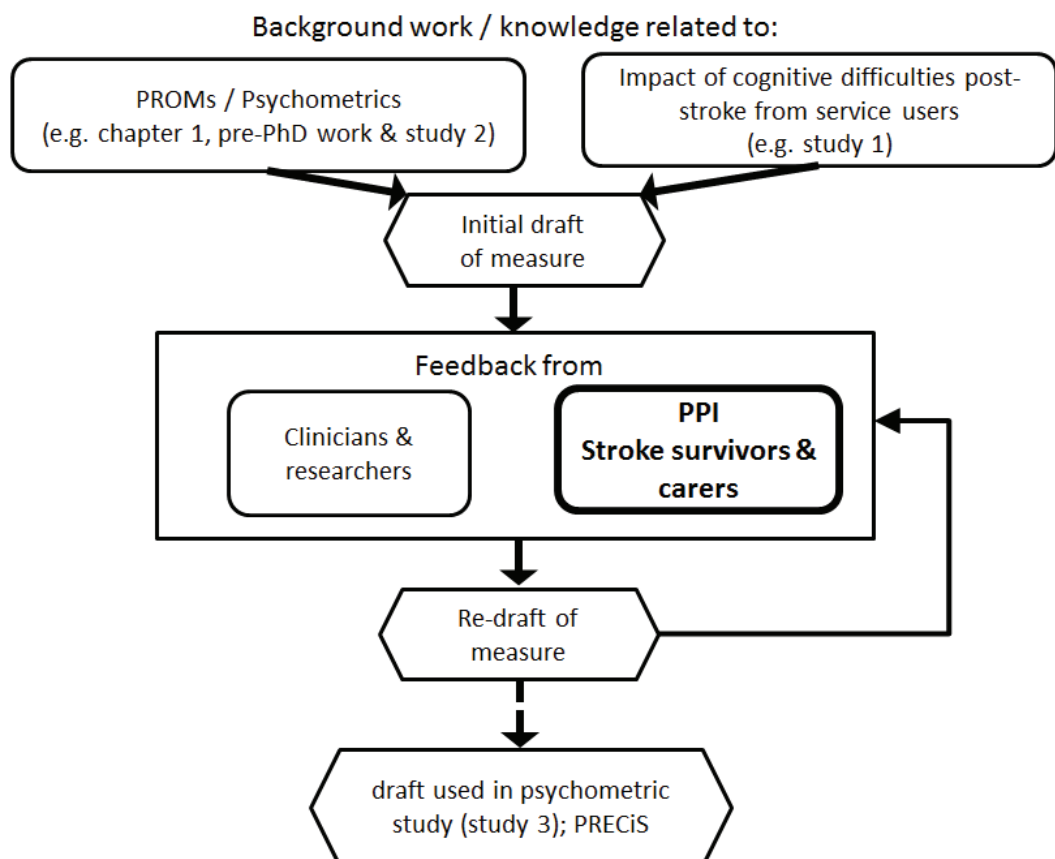 Background work / knowledge related to:
PROMs / Psychometrics
(e.g. chapter 1, pre-PhD work & study 2)
Impact of cognitive difficulties post-
stroke from service users
(e.g. study 1)
Initial draft
of measure
Feedback from
Clinicians &
researchers
PPI
Stroke survivors &
carers
Re-draft of
measure
draft used in psychometric
study (study 3); PRECiS